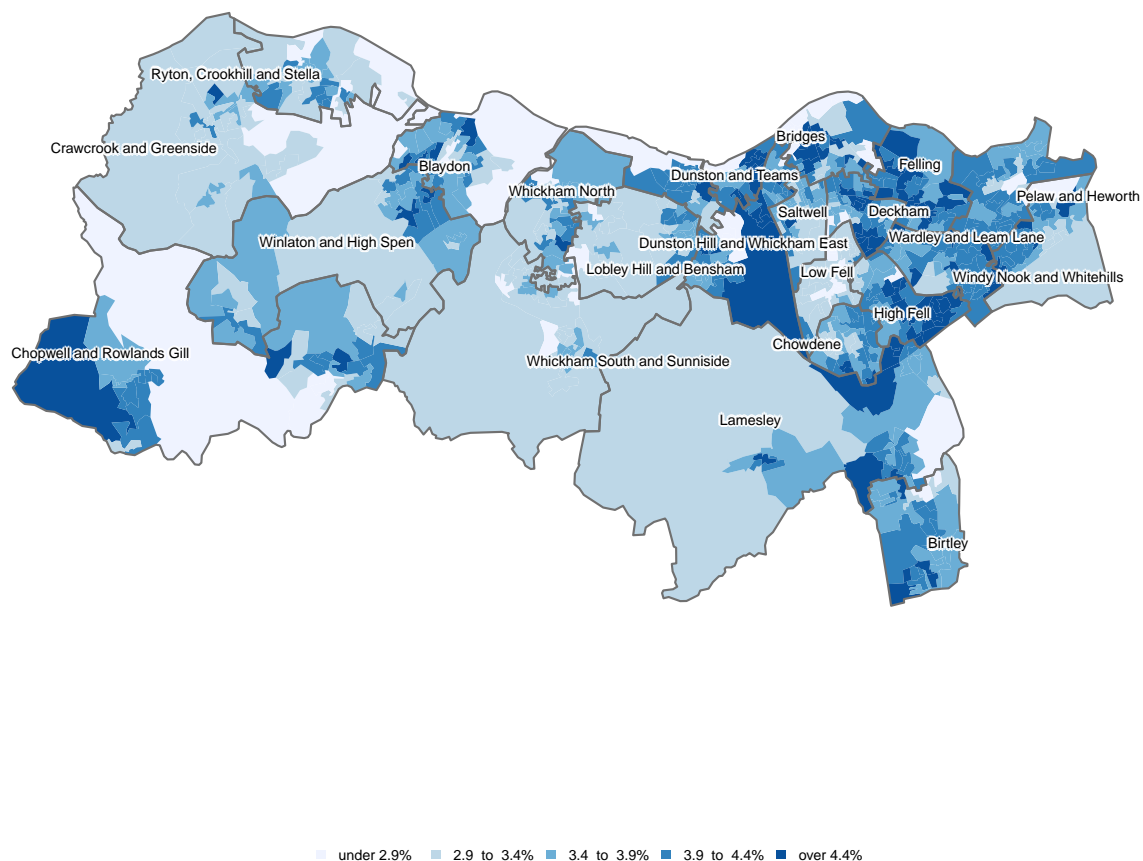 Ryton, Crookhill and Stella
Bridges
Crawcrook and Greenside
Blaydon
Felling
Dunston and Teams
Whickham North
Pelaw and Heworth
Saltwell
Deckham
Winlaton and High Spen
Dunston Hill and Whickham East
Wardley and Leam Lane
Lobley Hill and Bensham
Low Fell
Windy Nook and Whitehills
High Fell
Chowdene
Chopwell and Rowlands Gill
Whickham South and Sunniside
Lamesley
Birtley
under 2.9% 2.9 to 3.4% 3.4 to 3.9% 3.9 to 4.4% over 4.4%